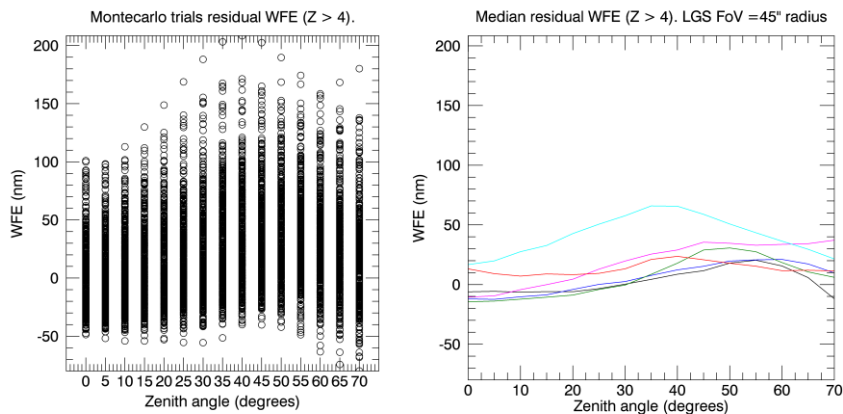 Montecarlo trials residual WFE (Z > 4).
200
150
100
50
0
-50
WFE (nm)
0 5 10 15 20 25 30 35 40 45 50 55 60 65 70
Zenith angle (degrees)
Median residual WFE (Z > 4). LGS FoV =45" radius
200
150
100
50
0
-50
WFE (nm)
0 10 20 30 40 50 60 70
Zenith angle (degrees)